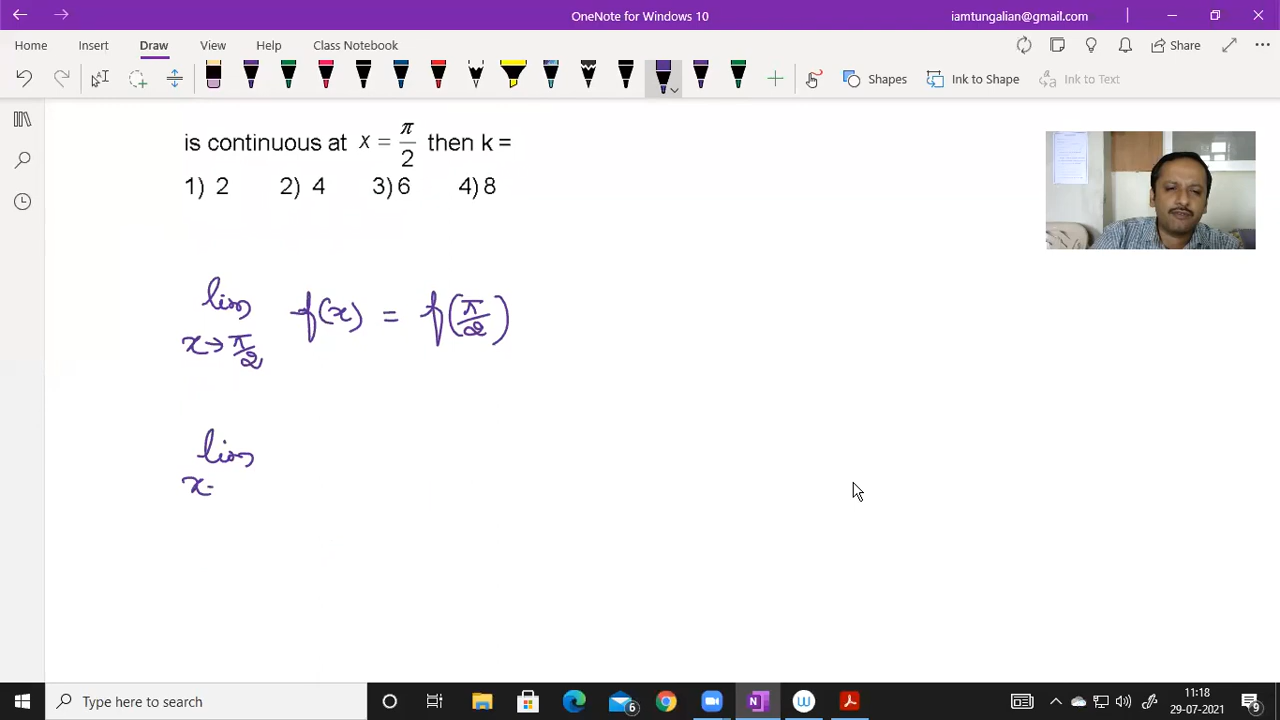 OneNote for Windows 10
iamtungalian@gmail.com
Home Insert Draw View Help Class Notebook
Share
Shapes Ink to Shape Ink to Text
is continuous at x = π/2 then k =
1) 2 2) 4 3) 6 4) 8
lim x→π/2 f(x) = f(π/2)
lim
x-
Type here to search
6
11:18
29-07-2021
9